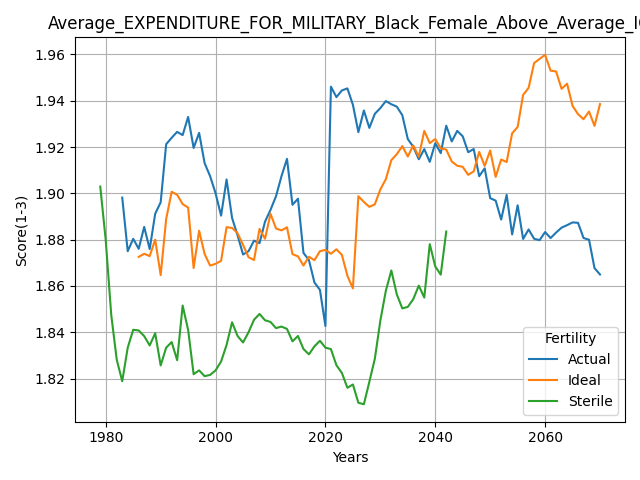 Average_EXPENDITURE_FOR_MILITARY_Black_Female_Above_Average_I
1.96
1.94
1.92
1.90
1.88
1.86
1.84
1.82
Score(1-3)
1980
2000
2020
2040
2060
Years
Fertility
Actual
Ideal
Sterile